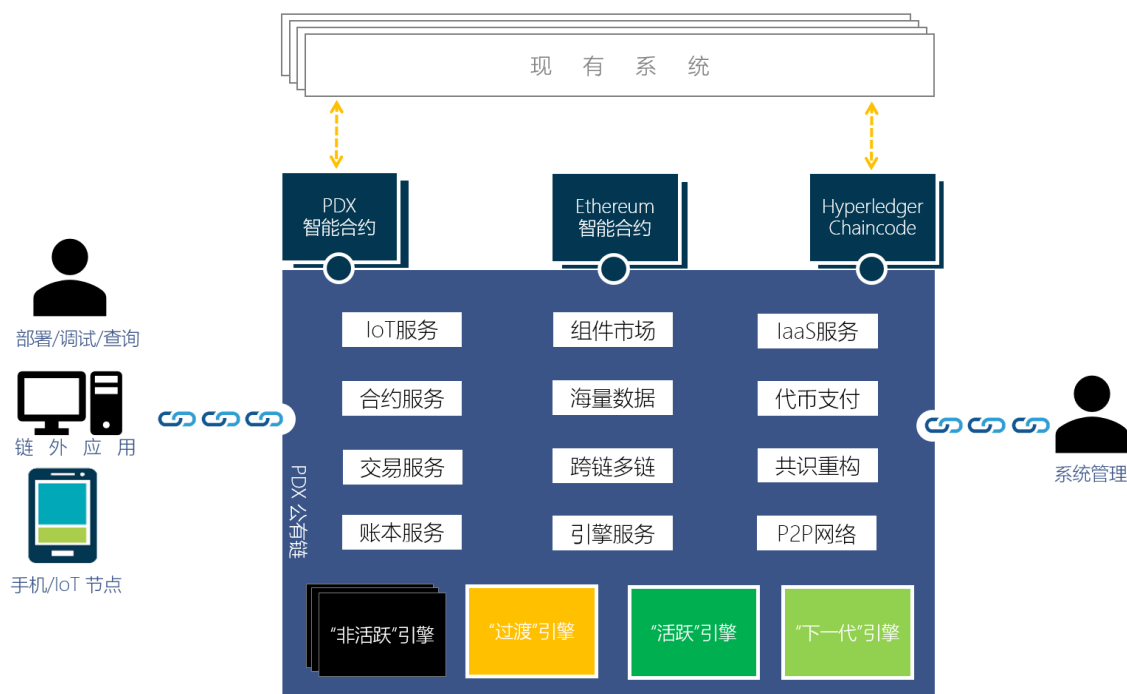 现有系统
PDX
智能合约
Ethereum
智能合约
Hyperledger
Chaincode
部署/调试/查询
链外应用
手机/IoT 节点
PDX 公有链
IoT服务
组件市场
IaaS服务
合约服务
海量数据
代币支付
交易服务
跨链多链
共识重构
账本服务
引擎服务
P2P网络
“非活跃”引擎
“过渡”引擎
“活跃”引擎
“下一代”引擎
系统管理